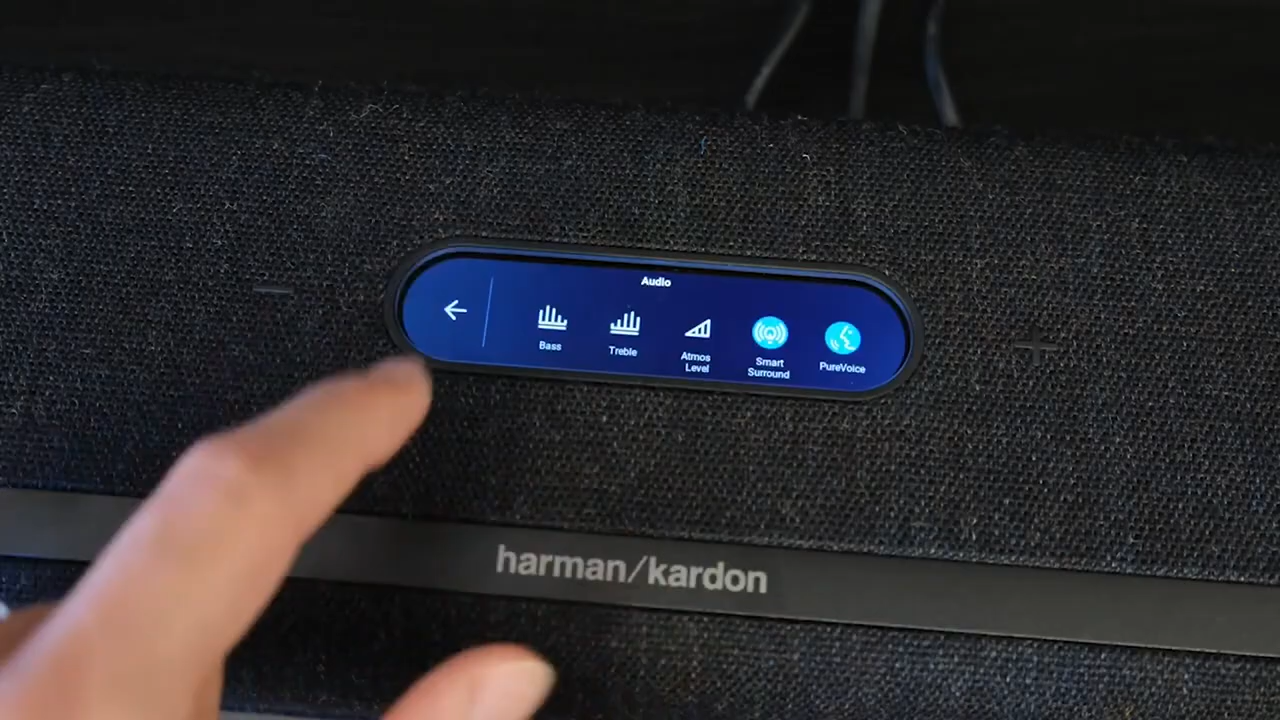 Audio
Bass
Treble
Atmos
Level
Smart
Surround
PureVoice
harman/kardon